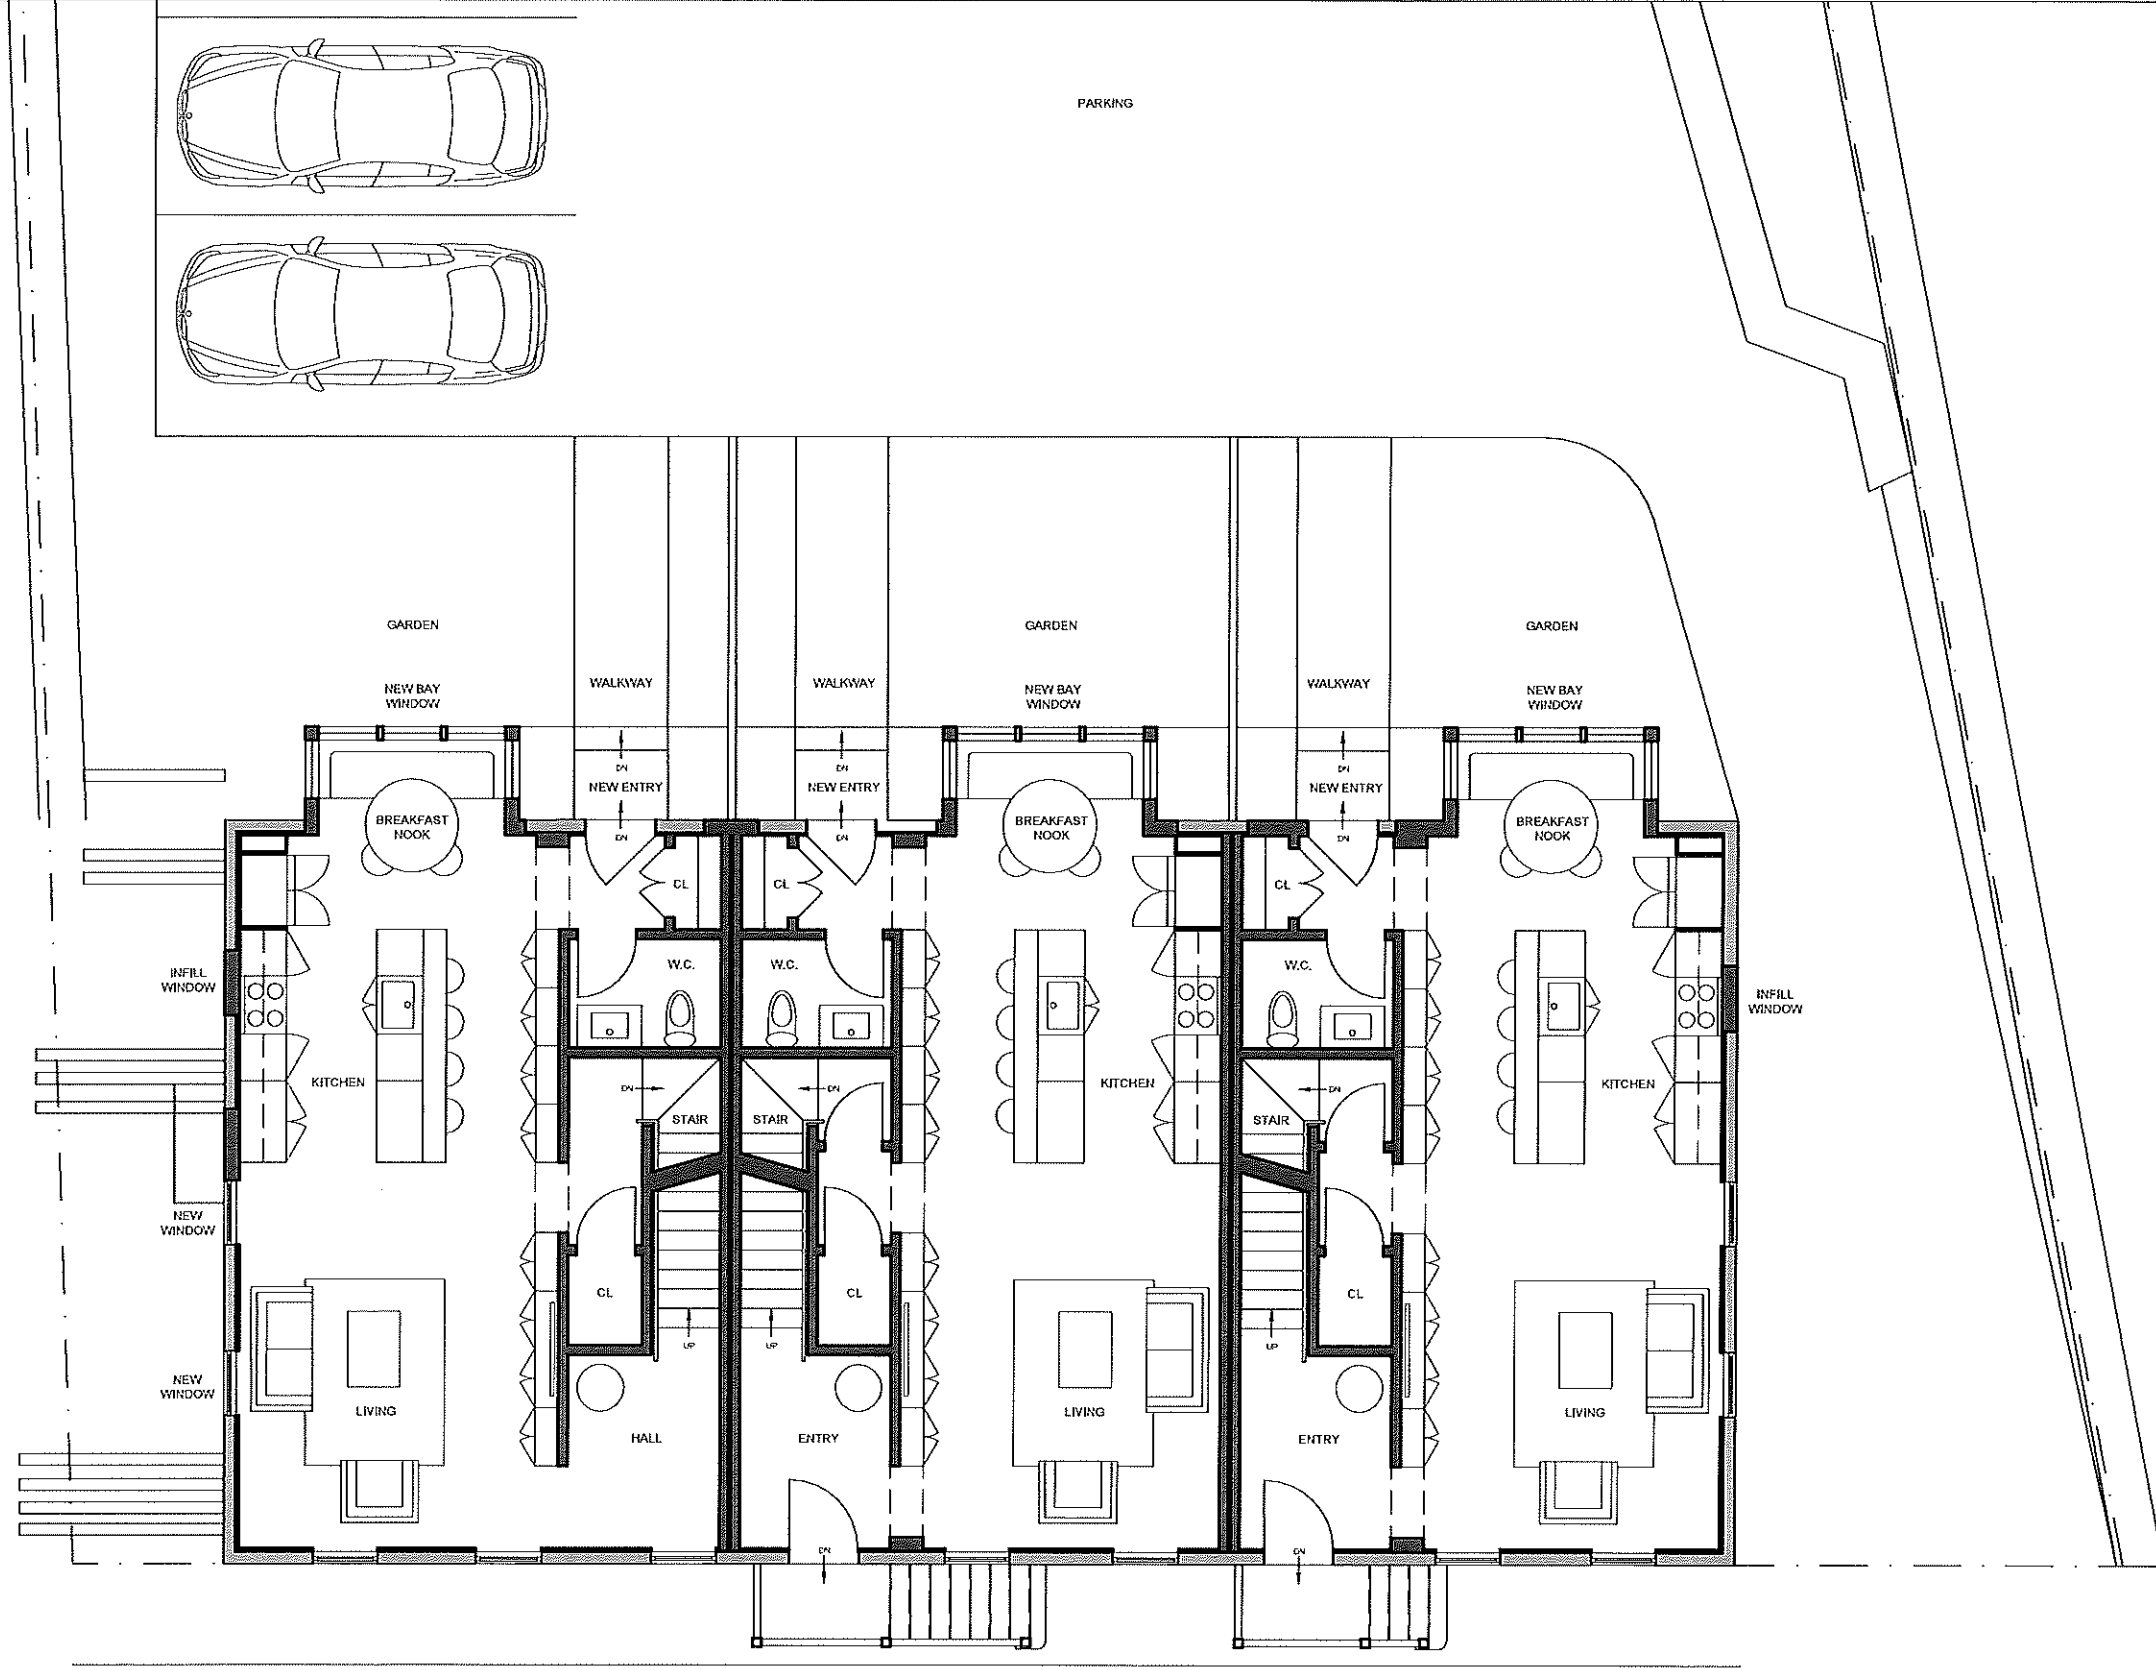 PARKING
GARDEN
GARDEN
GARDEN
WALKWAY
WALKWAY
WALKWAY
NEW BAY
WINDOW
NEW BAY
WINDOW
NEW BAY
WINDOW
DN
DN
DN
NEW ENTRY
NEW ENTRY
NEW ENTRY
DN
DN
DN
BREAKFAST
NOOK
BREAKFAST
NOOK
BREAKFAST
NOOK
CL
CL
CL
W.C.
W.C.
W.C.
INFILL
WINDOW
INFILL
WINDOW
KITCHEN
DN
DN
KITCHEN
DN
KITCHEN
STAIR
STAIR
STAIR
NEW
WINDOW
CL
CL
CL
UP
UP
UP
NEW
WINDOW
LIVING
LIVING
LIVING
HALL
ENTRY
ENTRY
DN
DN